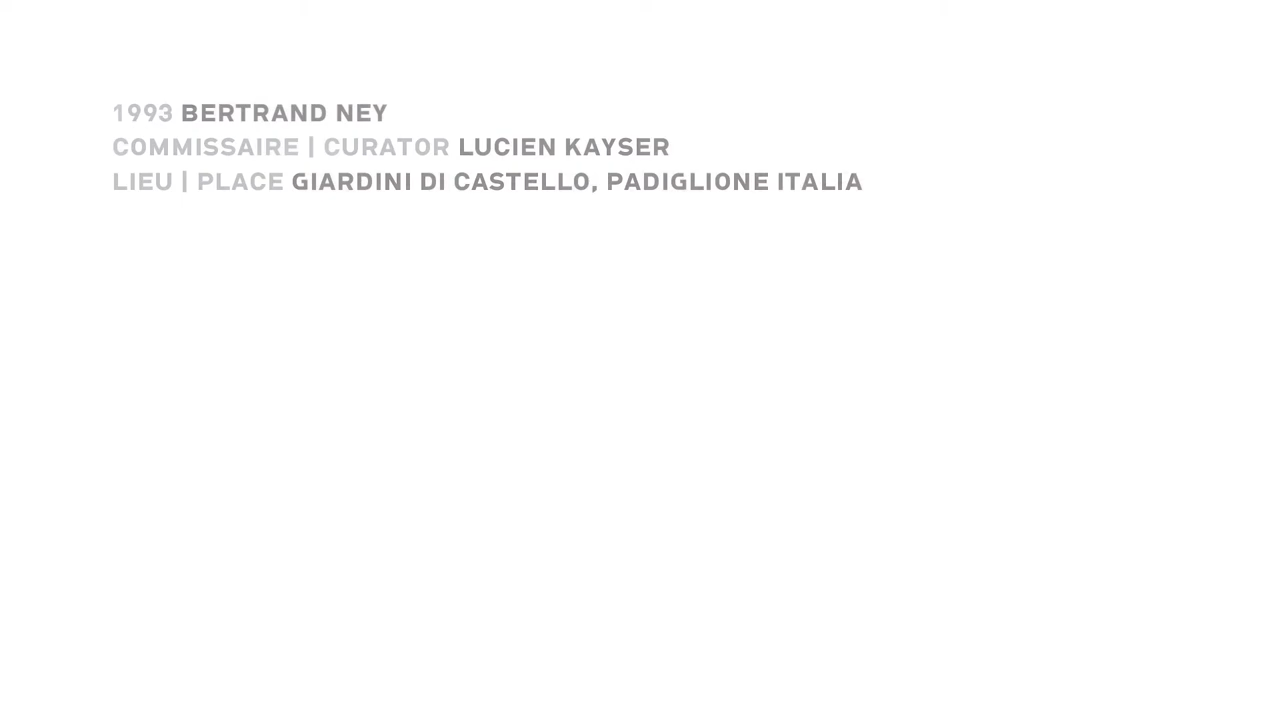 1993 BERTRAND NEY
COMMISSAIRE | CURATOR LUCIEN KAYSER
LIEU | PLACE GIARDINI DI CASTELLO, PADIGLIONE ITALIA